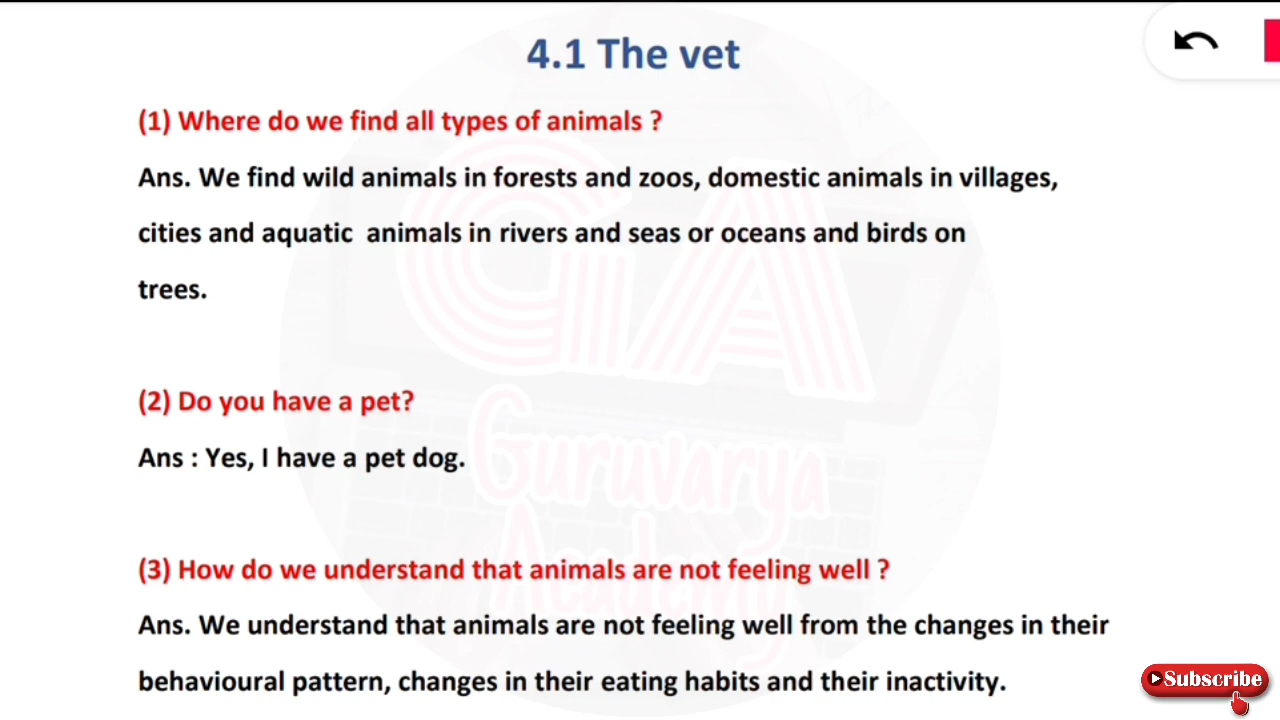 4.1 The vet
(1) Where do we find all types of animals ?
Ans. We find wild animals in forests and zoos, domestic animals in villages,
cities and aquatic animals in rivers and seas or oceans and birds on
trees.
(2) Do you have a pet?
Ans : Yes, I have a pet dog.
(3) How do we understand that animals are not feeling well ?
Ans. We understand that animals are not feeling well from the changes in their
behavioural pattern, changes in their eating habits and their inactivity.
GA
Guruvarya
Academy
Subscribe